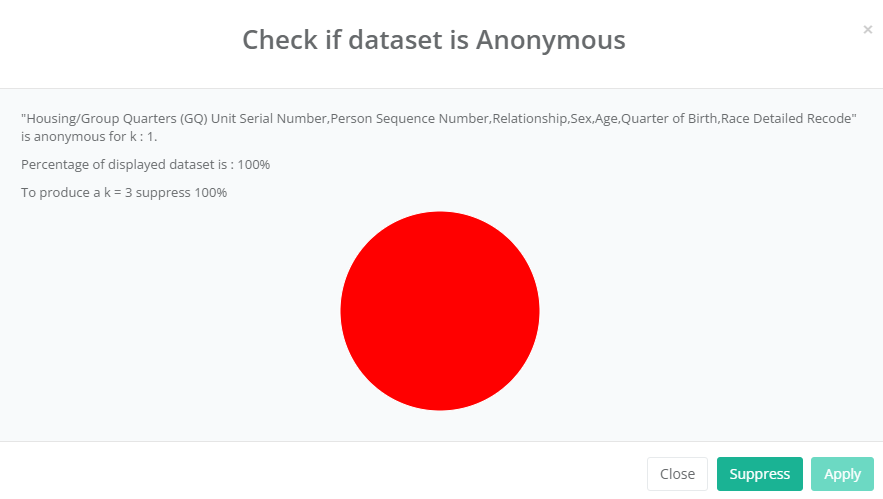 Check if dataset is Anonymous
×
"Housing/Group Quarters (GQ) Unit Serial Number,Person Sequence Number,Relationship,Sex,Age,Quarter of Birth,Race Detailed Recode"
is anonymous for k : 1.
Percentage of displayed dataset is : 100%
To produce a k = 3 suppress 100%
Close Suppress Apply